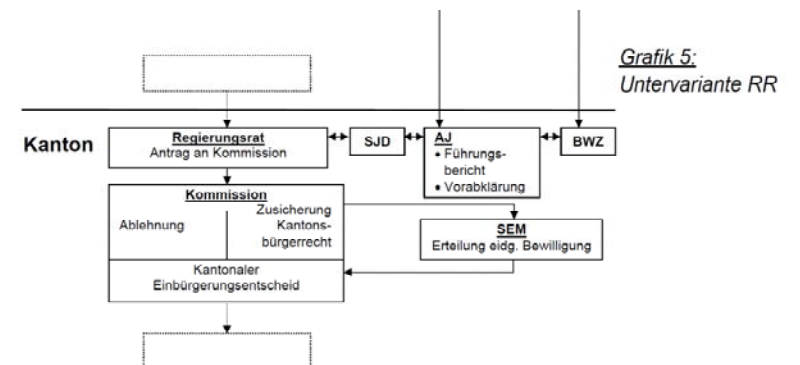 Grafik 5:
Untervariante RR
Kanton
Regierungsrat
Antrag an Kommission
SJD
AJ
• Führungs-
bericht
• Vorabklärung
BWZ
Kommission
Ablehnung
Zusicherung
Kantons-
bürgerrecht
SEM
Erteilung eidg. Bewilligung
Kantonaler
Einbürgerungsentscheid